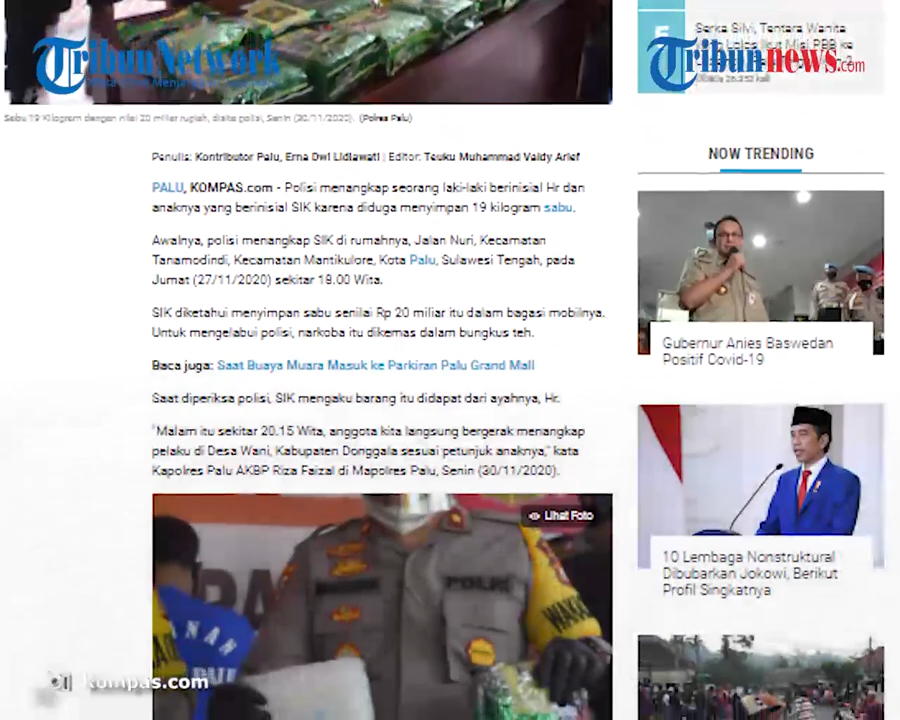 Tribun Network
Tribunnews.com
Serka Silvi, Tentara Wanita
Sabu 19 Kilogram dengan nilai 20 miliar rupiah, disita polisi, Senin (30/11/2020). (Polres Palu)
Penulis: Kontributor Palu, Erna Dwi Lidiawati | Editor: Teuku Muhammad Valdy Arief
PALU, KOMPAS.com - Polisi menangkap seorang laki-laki berinisial Hr dan
anaknya yang berinisial SIK karena diduga menyimpan 19 kilogram sabu.
Awalnya, polisi menangkap SIK di rumahnya, Jalan Nuri, Kecamatan
Tanamodindi, Kecamatan Mantikulore, Kota Palu, Sulawesi Tengah, pada
Jumat (27/11/2020) sekitar 19.00 Wita.
SIK diketahui menyimpan sabu senilai Rp 20 miliar itu dalam bagasi mobilnya.
Untuk mengelabui polisi, narkoba itu dikemas dalam bungkus teh.
Baca juga: Saat Buaya Muara Masuk ke Parkiran Palu Grand Mall
Saat diperiksa polisi, SIK mengaku barang itu didapat dari ayahnya, Hr.
"Malam itu sekitar 20.15 Wita, anggota kita langsung bergerak menangkap
pelaku di Desa Wani, Kabupaten Donggala sesuai petunjuk anaknya," kata
Kapolres Palu AKBP Riza Faizal di Mapolres Palu, Senin (30/11/2020).
Lihat Foto
POLRI
kompas.com
NOW TRENDING
Gubernur Anies Baswedan
Positif Covid-19
10 Lembaga Nonstruktural
Dibubarkan Jokowi, Berikut
Profil Singkatnya